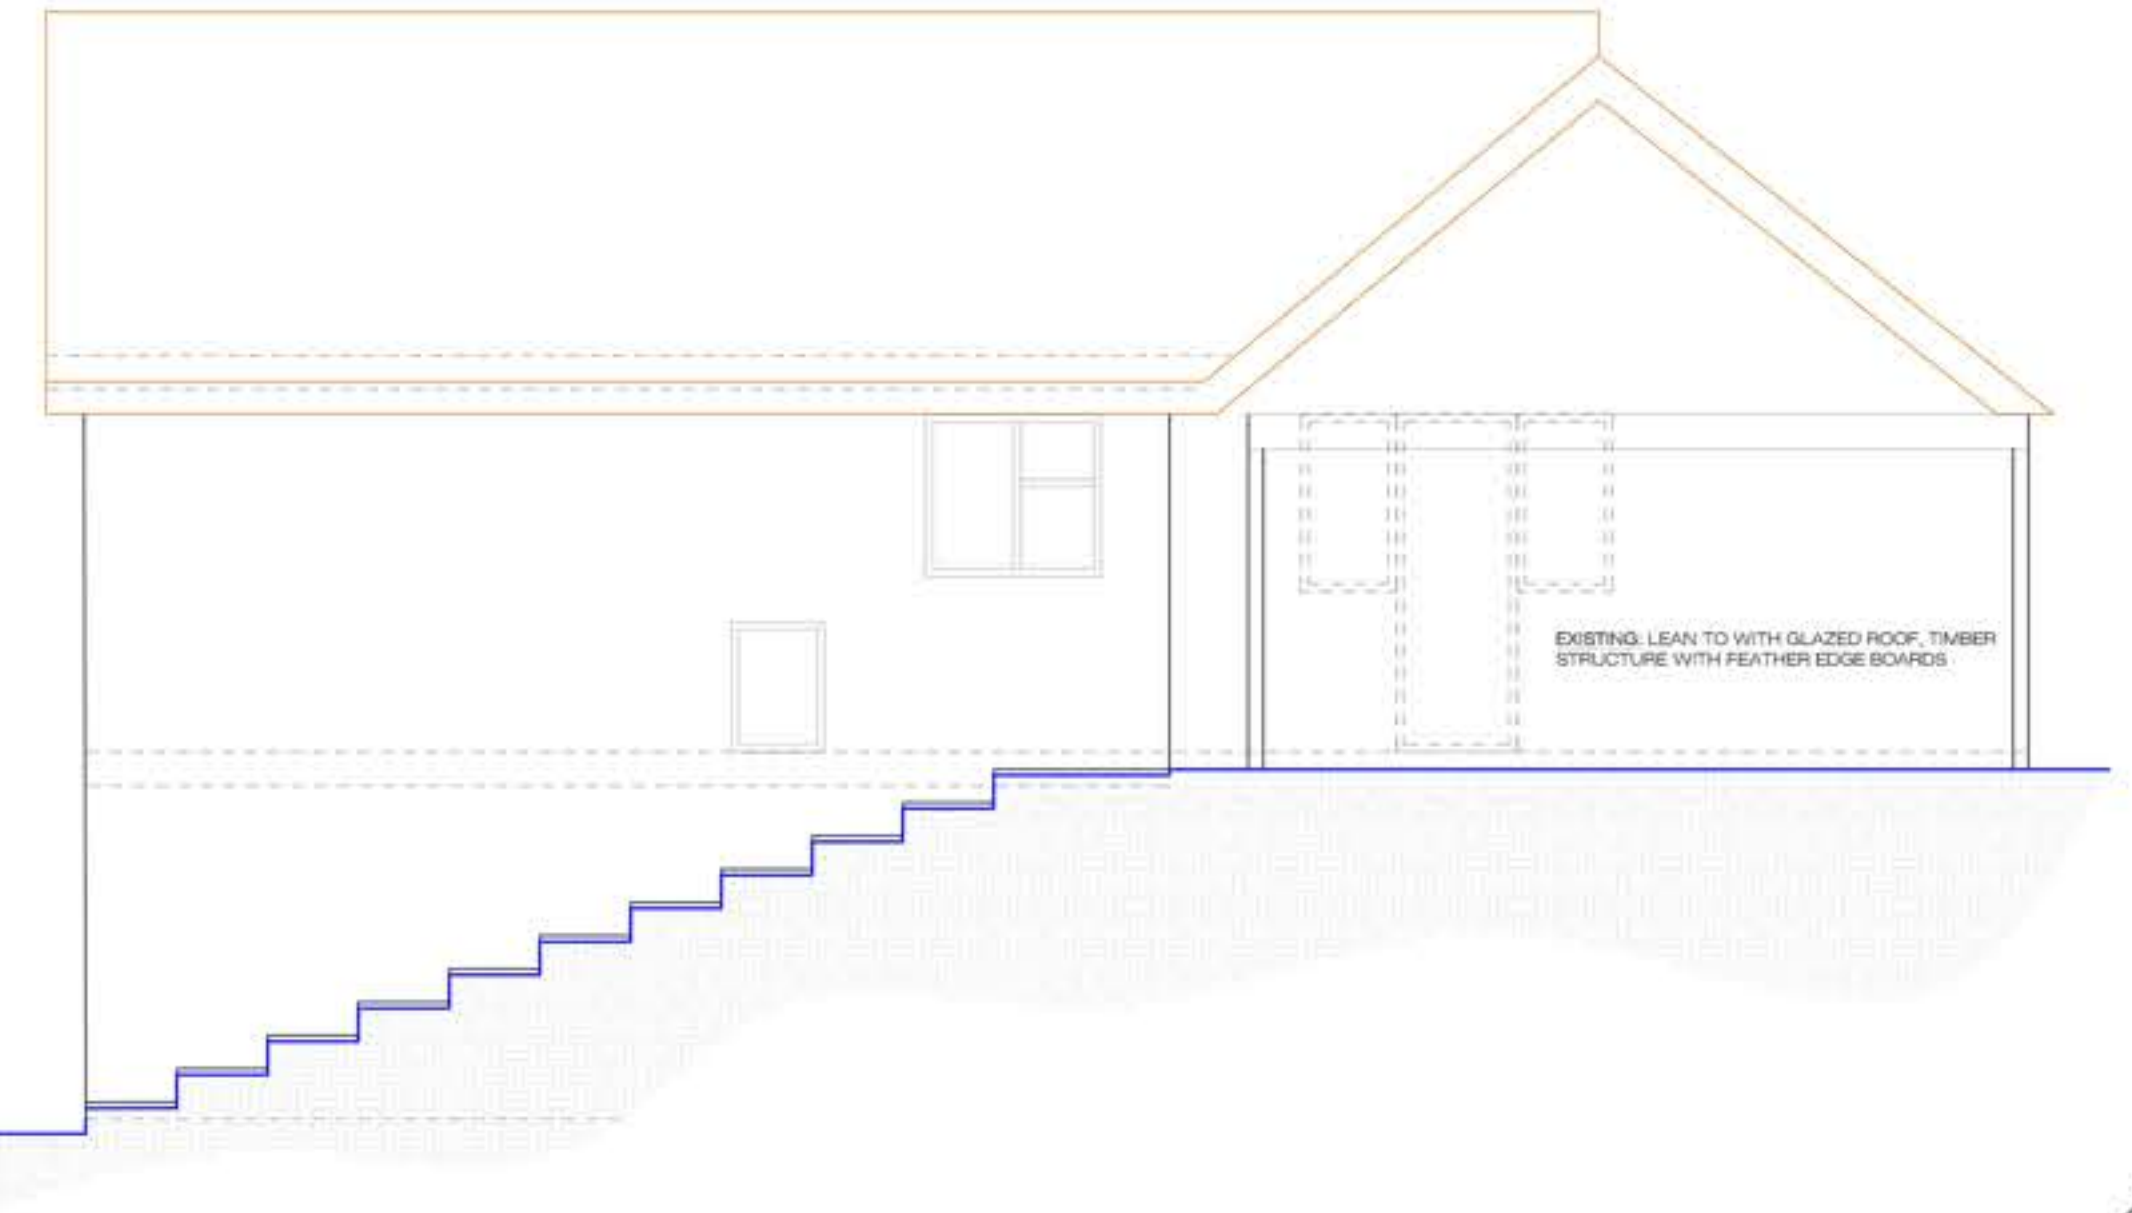 EXISTING: LEAN TO WITH GLAZED ROOF, TIMBER
STRUCTURE WITH FEATHER EDGE BOARDS